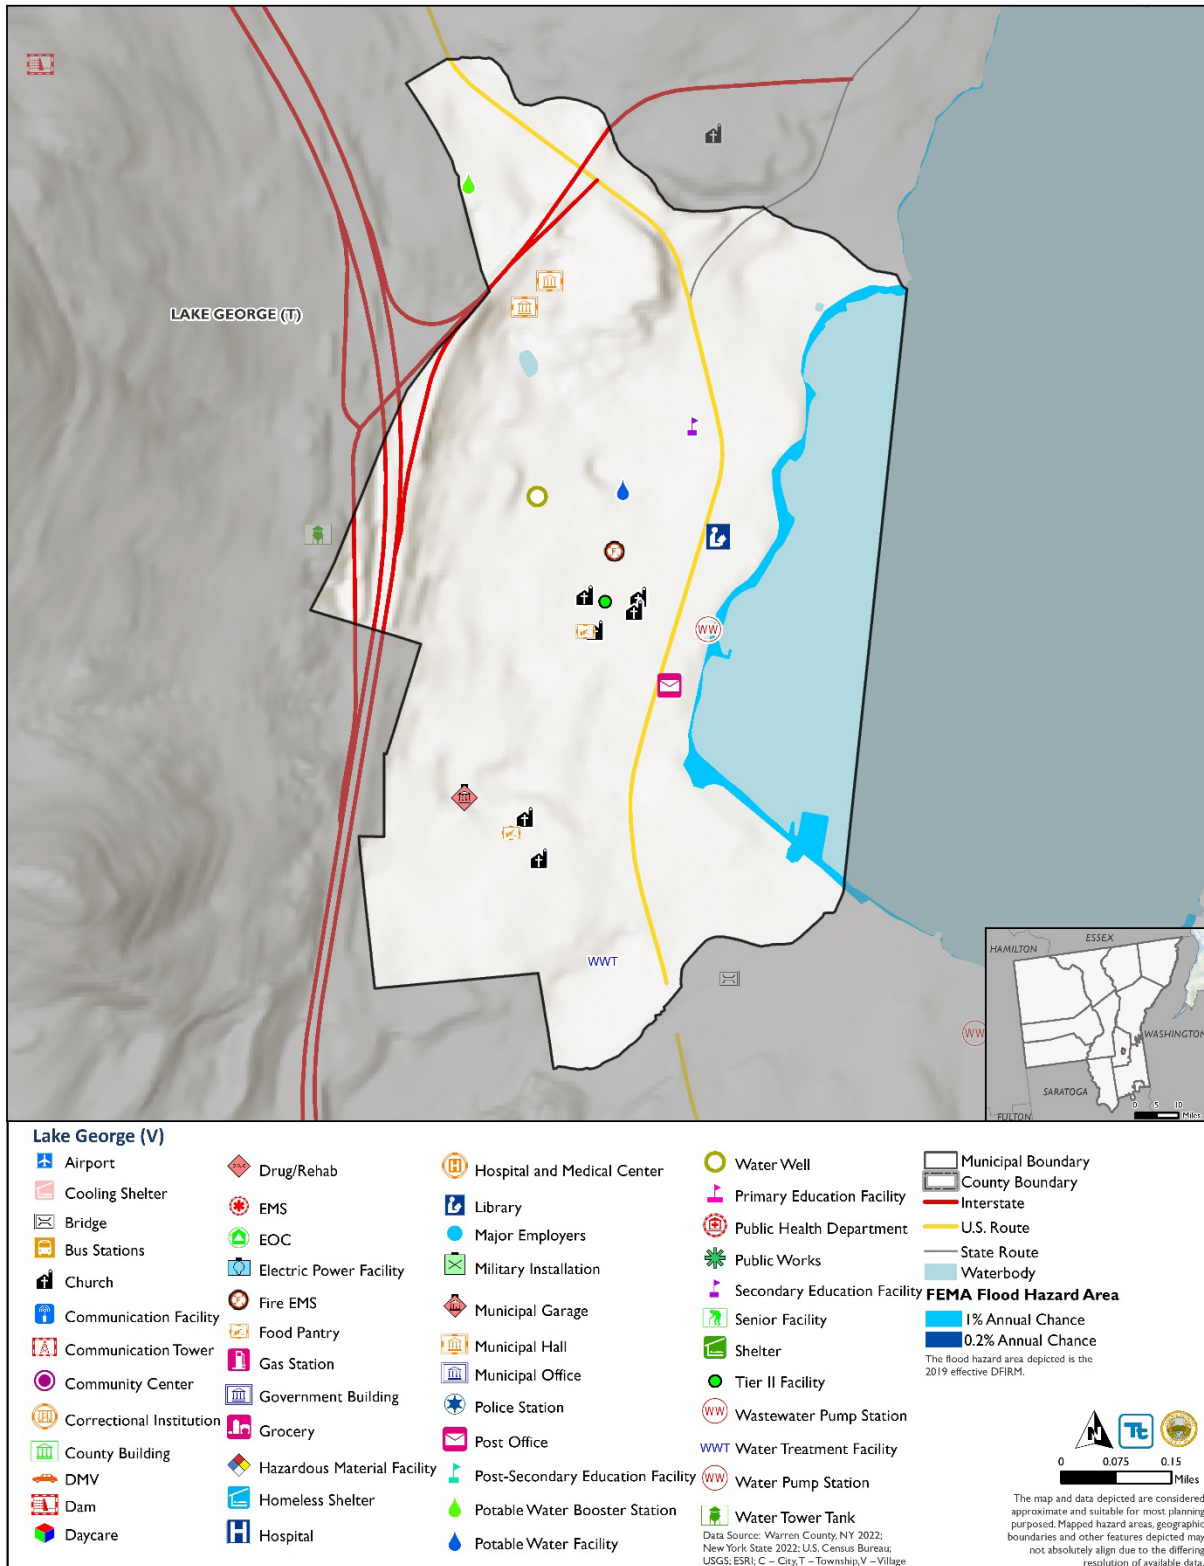 LAKE GEORGE (T)
F
WW
WWT
WW
ESSEX
HAMILTON
WASHINGTON
SARATOGA
FULTON
0 5 10
Miles
Lake George (V)
Airport
Cooling Shelter
Bridge
Bus Stations
Church
Communication Facility
Communication Tower
Community Center
Correctional Institution
County Building
DMV
Dam
Daycare
Drug/Rehab
EMS
EOC
Electric Power Facility
F
Fire EMS
Food Pantry
Gas Station
Government Building
Grocery
Hazardous Material Facility
Homeless Shelter
H
Hospital
H
Hospital and Medical Center
Library
Major Employers
Military Installation
Municipal Garage
Municipal Hall
Municipal Office
Police Station
Post Office
Post-Secondary Education Facility
Potable Water Booster Station
Potable Water Facility
Water Well
Primary Education Facility
Public Health Department
Public Works
Secondary Education Facility
Senior Facility
Shelter
Tier II Facility
WW Wastewater Pump Station
WWT Water Treatment Facility
WW Water Pump Station
Water Tower Tank
Data Source: Warren County, NY 2022;
New York State 2022; U.S. Census Bureau;
USGS; ESRI; C – City, T – Township, V – Village
Municipal Boundary
County Boundary
Interstate
U.S. Route
State Route
Waterbody
FEMA Flood Hazard Area
1% Annual Chance
0.2% Annual Chance
The flood hazard area depicted is the
2019 effective DFIRM.
N
Tt
0 0.075 0.15
Miles
The map and data depicted are considered
approximate and suitable for most planning
purposed. Mapped hazard areas, geographic
boundaries and other features depicted may
not absolutely align due to the differing
resolution of available data.